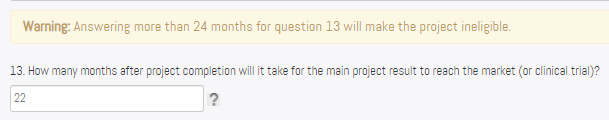 Warning: Answering more than 24 months for question 13 will make the project ineligible.
13. How many months after project completion will it take for the main project result to reach the market (or clinical trial)?
22
?